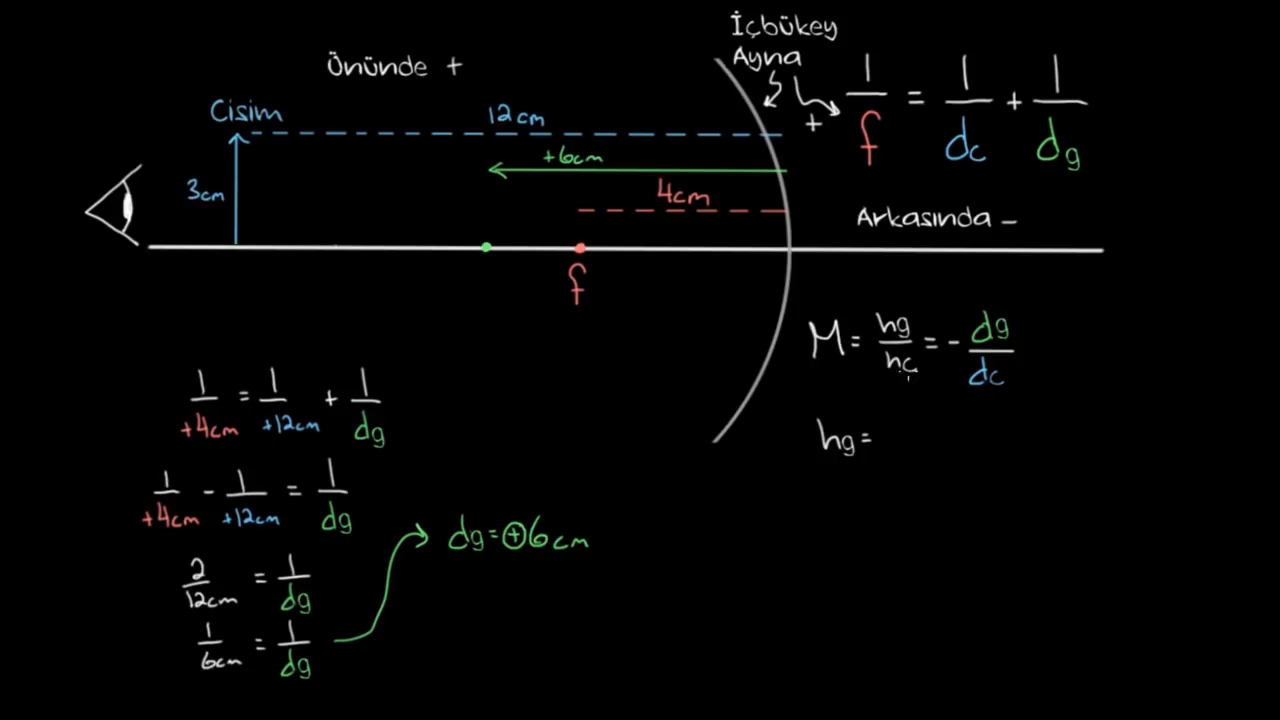 İçbükey
Ayna
Önünde +
Cisim
12cm
+6cm
3cm
4cm
f
+
1/f = 1/dc + 1/dg
Arkasında -
M = hg/hc = - dg/dc
hg =
1/+4cm = 1/+12cm + 1/dg
1/+4cm - 1/+12cm = 1/dg
dg = +6cm
2/12cm = 1/dg
1/6cm = 1/dg